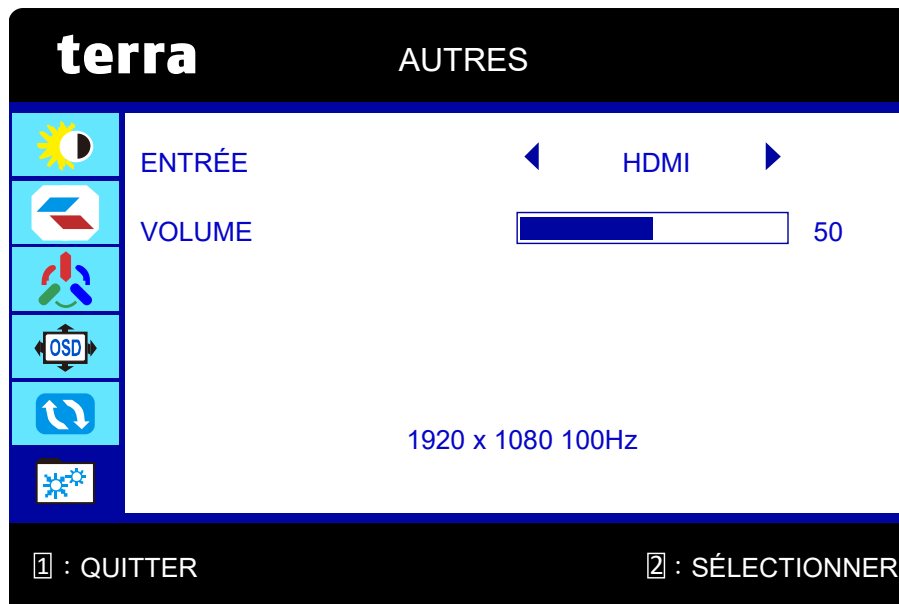 terra AUTRES
ENTRÉE HDMI
VOLUME 50
OSD
1920 x 1080 100Hz
1 : QUITTER 2 : SÉLECTIONNER